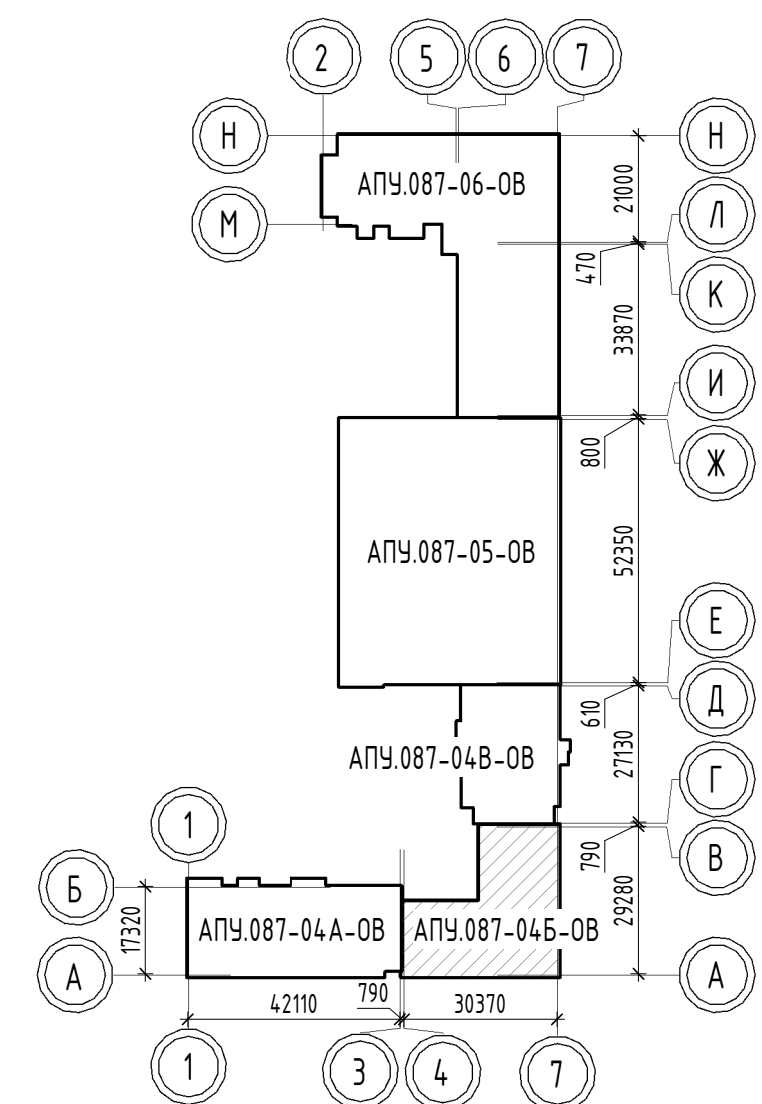 2 5 6 7
Н Н
АПУ.087-06-ОВ
21000
М Л
470
К
33870
И
800
Ж
АПУ.087-05-ОВ
52350
Е
610
Д
АПУ.087-04В-ОВ
27130
Г
1
790
В
Б
17320
АПУ.087-04А-ОВ АПУ.087-04Б-ОВ
29280
А А
42110 790 30370
1 3 4 7